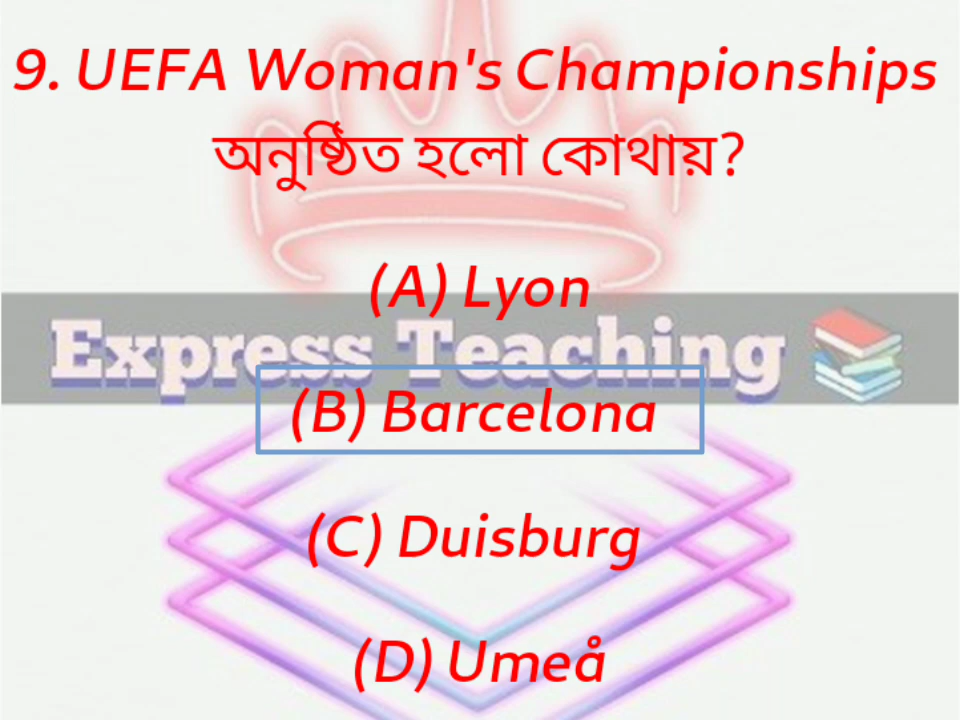 9. UEFA Woman's Championships
অনুষ্ঠিত হলো কোথায়?
(A) Lyon
Express Teaching
(B) Barcelona
(C) Duisburg
(D) Umeå